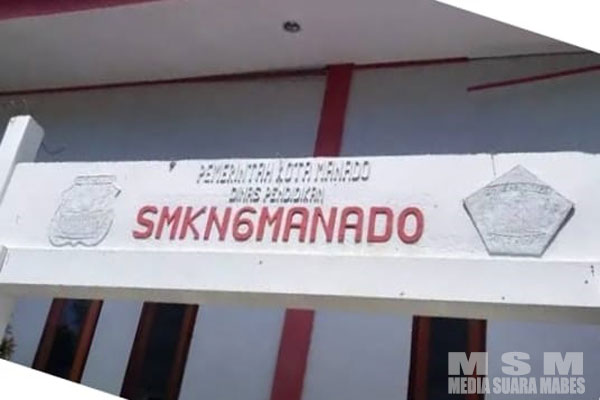 PEMERINTAH KOTA MANADO
DINAS PENDIDIKAN
SMKN6MANADO
MSM
MEDIA SUARA MABES